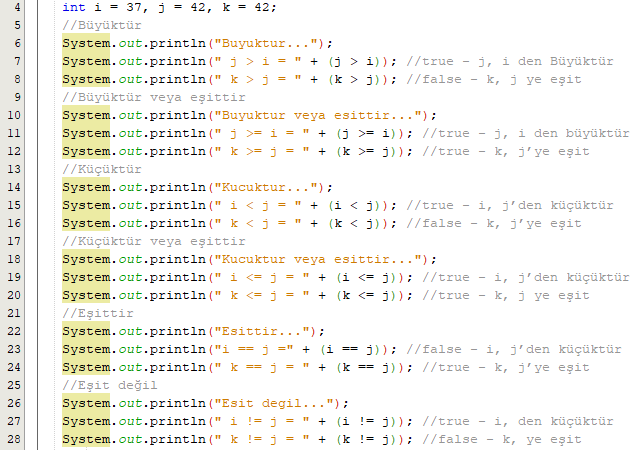 4 int i = 37, j = 42, k = 42;
5 //Büyüktür
6 System.out.println("Buyuktur...");
7 System.out.println(" j > i = " + (j > i)); //true – j, i den Büyüktür
8 System.out.println(" k > j = " + (k > j)); //false – k, j ye eşit
9 //Büyüktür veya eşittir
10 System.out.println("Buyuktur veya esittir...");
11 System.out.println(" j >= i = " + (j >= i)); //true – j, i den büyüktür
12 System.out.println(" k >= j = " + (k >= j)); //true – k, j’ye eşit
13 //Küçüktür
14 System.out.println("Kucuktur...");
15 System.out.println(" i < j = " + (i < j)); //true – i, j’den küçüktür
16 System.out.println(" k < j = " + (k < j)); //false – k, j’ye eşit
17 //Küçüktür veya eşittir
18 System.out.println("Kucuktur veya esittir...");
19 System.out.println(" i <= j = " + (i <= j)); //true – i, j’den küçüktür
20 System.out.println(" k <= j = " + (k <= j)); //true – k, j ye eşit
21 //Eşittir
22 System.out.println("Esittir...");
23 System.out.println("i == j =" + (i == j)); //false – i, j’den küçüktür
24 System.out.println(" k == j = " + (k == j)); //true – k, j’ye eşit
25 //Eşit değil
26 System.out.println("Esit degil...");
27 System.out.println(" i != j = " + (i != j)); //true – i, den küçüktür
28 System.out.println(" k != j = " + (k != j)); //false – k, ye eşit